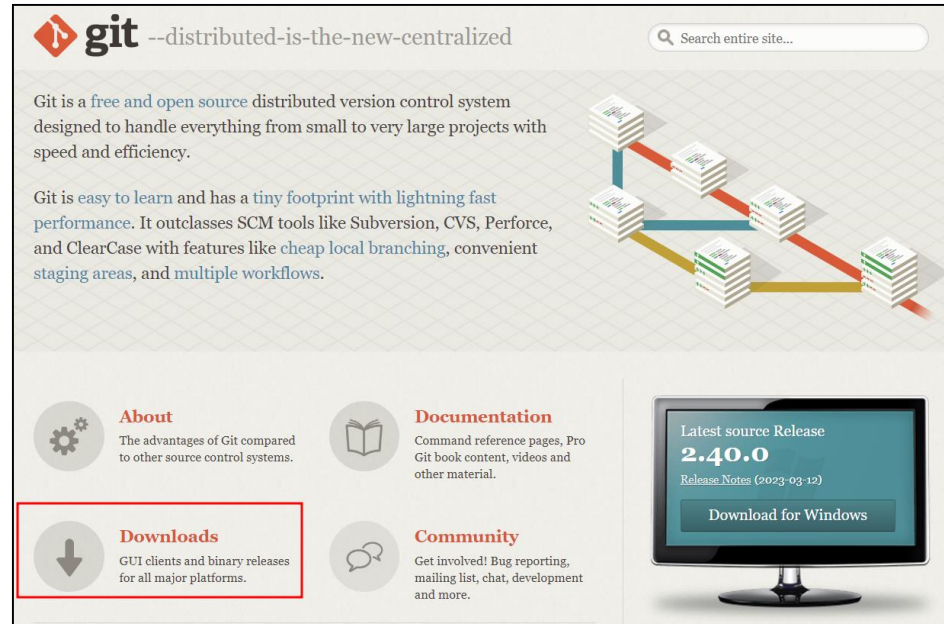 git --distributed-is-the-new-centralized
Search entire site...
Git is a free and open source distributed version control system
designed to handle everything from small to very large projects with
speed and efficiency.
Git is easy to learn and has a tiny footprint with lightning fast
performance. It outclasses SCM tools like Subversion, CVS, Perforce,
and ClearCase with features like cheap local branching, convenient
staging areas, and multiple workflows.
About
The advantages of Git compared
to other source control systems.
Documentation
Command reference pages, Pro
Git book content, videos and
other material.
Downloads
GUI clients and binary releases
for all major platforms.
Community
Get involved! Bug reporting,
mailing list, chat, development
and more.
Latest source Release
2.40.0
Release Notes (2023-03-12)
Download for Windows